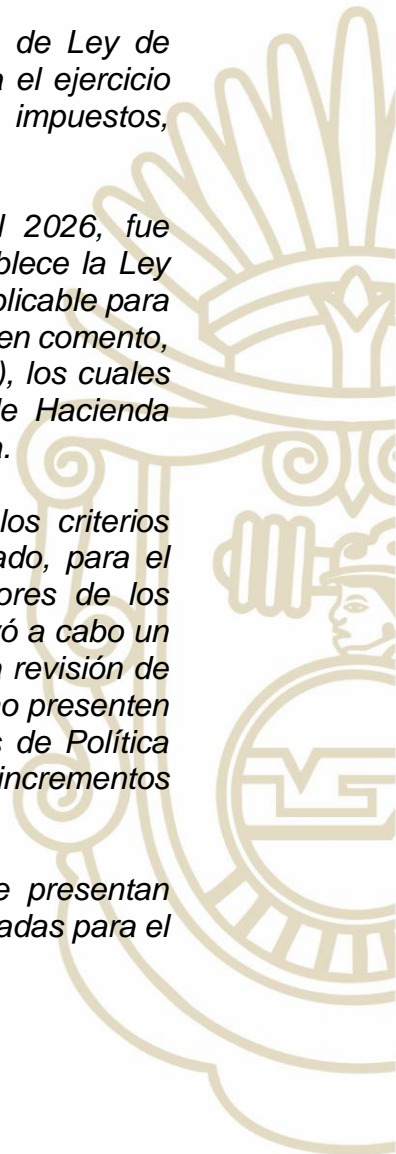 de Ley de
a el ejercicio
impuestos,
l 2026, fue
blece la Ley
plicable para
en comento,
), los cuales
de Hacienda
a.
los criterios
ado, para el
ores de los
vó a cabo un
a revisión de
no presenten
s de Política
incrementos
e presentan
adas para el